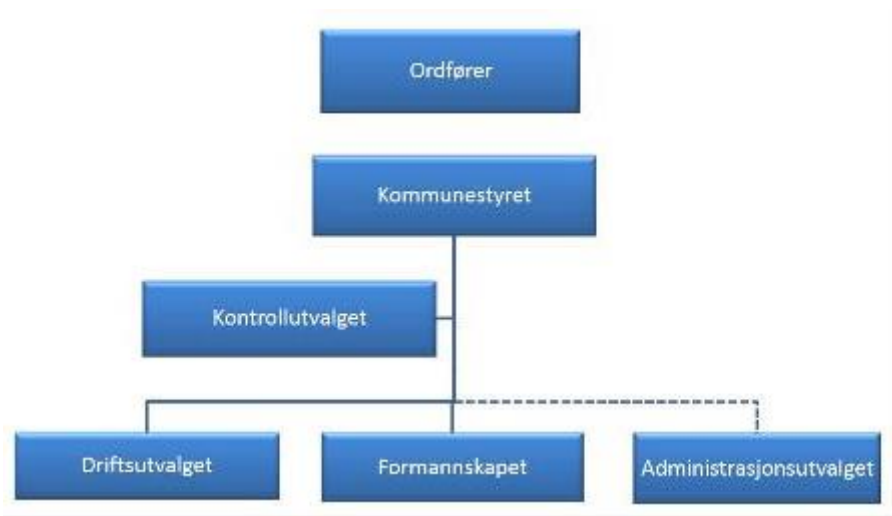 Ordfører
Kommunestyret
Kontrollutvalget
Driftsutvalget
Formannskapet
Administrasjonsutvalget